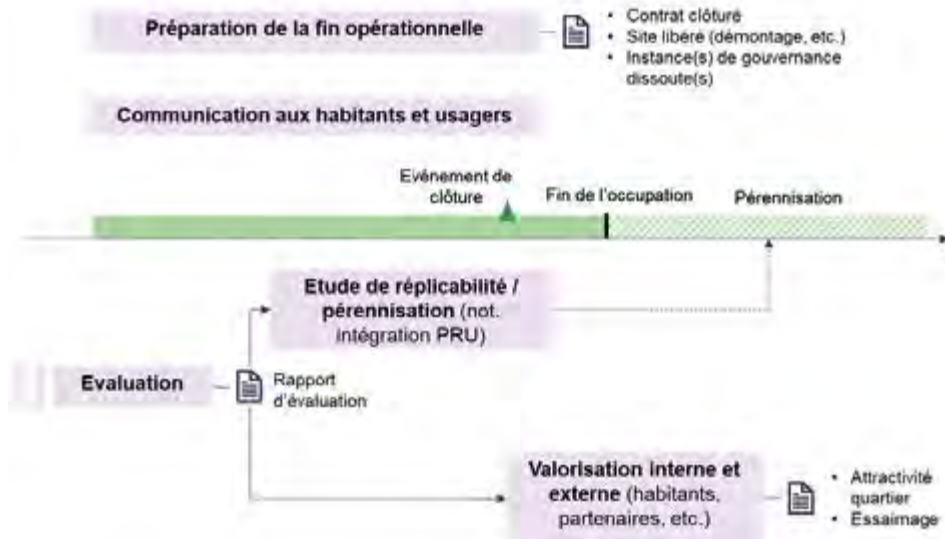 Préparation de la fin opérationnelle
• Contrat clôturé
• Site libéré (démontage, etc.)
• Instance(s) de gouvernance
dissoute(s)
Communication aux habitants et usagers
Evénement de
clôture
Fin de l'occupation
Pérennisation
Etude de réplicabilité /
pérennisation (not.
intégration PRU)
Evaluation
Rapport
d'évaluation
Valorisation interne et
externe (habitants,
partenaires, etc.)
• Attractivité
quartier
• Essaimage